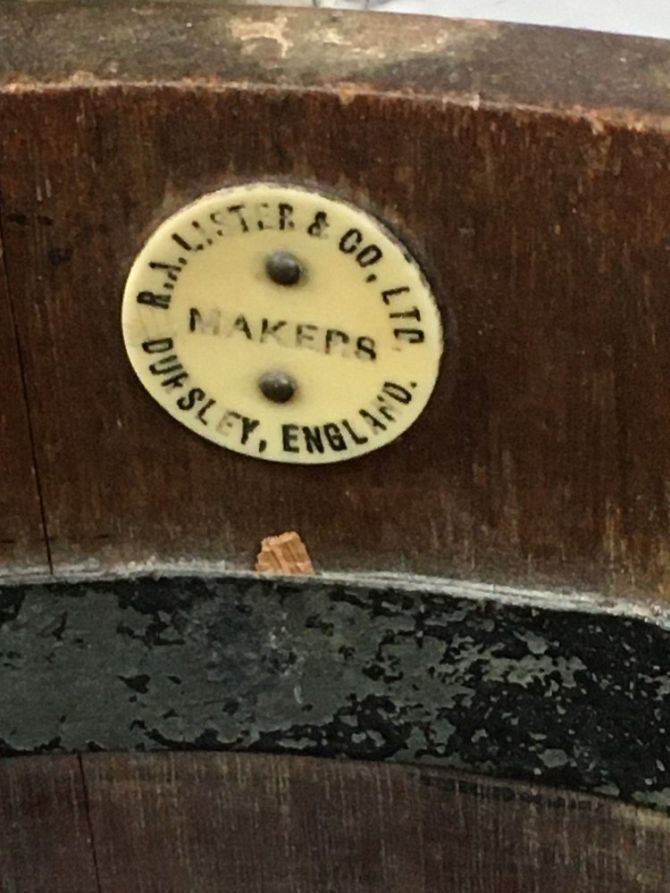 R.A. LISTER & CO, LTD.
MAKERS
DURSLEY, ENGLAND.